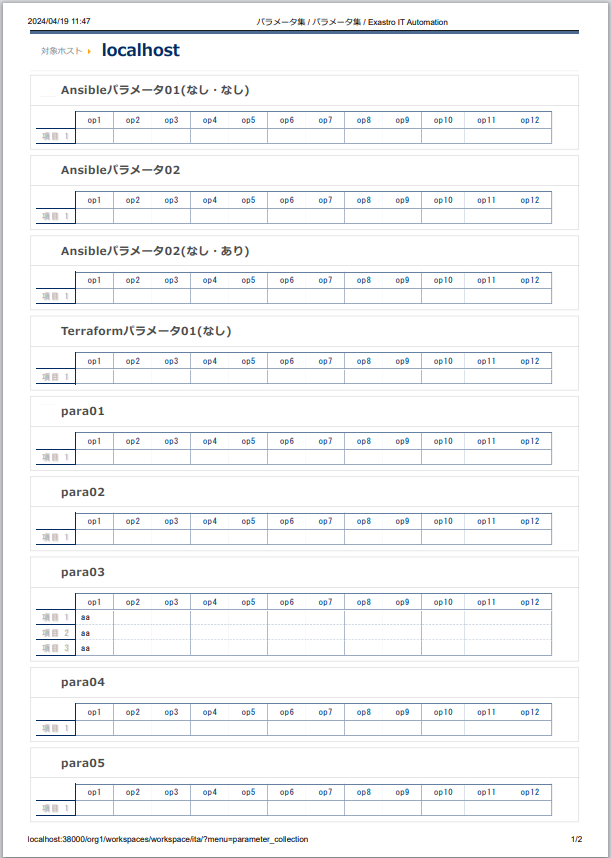 2024/04/19 11:47 パラメータ集 / パラメータ集 / Exastro IT Automation
対象ホスト localhost
Ansibleパラメータ01(なし・なし)
op1 op2 op3 op4 op5 op6 op7 op8 op9 op10 op11 op12
項目 1
Ansibleパラメータ02
op1 op2 op3 op4 op5 op6 op7 op8 op9 op10 op11 op12
項目 1
Ansibleパラメータ02(なし・あり)
op1 op2 op3 op4 op5 op6 op7 op8 op9 op10 op11 op12
項目 1
Terraformパラメータ01(なし)
op1 op2 op3 op4 op5 op6 op7 op8 op9 op10 op11 op12
項目 1
para01
op1 op2 op3 op4 op5 op6 op7 op8 op9 op10 op11 op12
項目 1
para02
op1 op2 op3 op4 op5 op6 op7 op8 op9 op10 op11 op12
項目 1
para03
op1 op2 op3 op4 op5 op6 op7 op8 op9 op10 op11 op12
項目 1 aa
項目 2 aa
項目 3 aa
para04
op1 op2 op3 op4 op5 op6 op7 op8 op9 op10 op11 op12
項目 1
para05
op1 op2 op3 op4 op5 op6 op7 op8 op9 op10 op11 op12
項目 1
localhost:38000/org1/workspaces/workspace/ita/?menu=parameter_collection 1/2